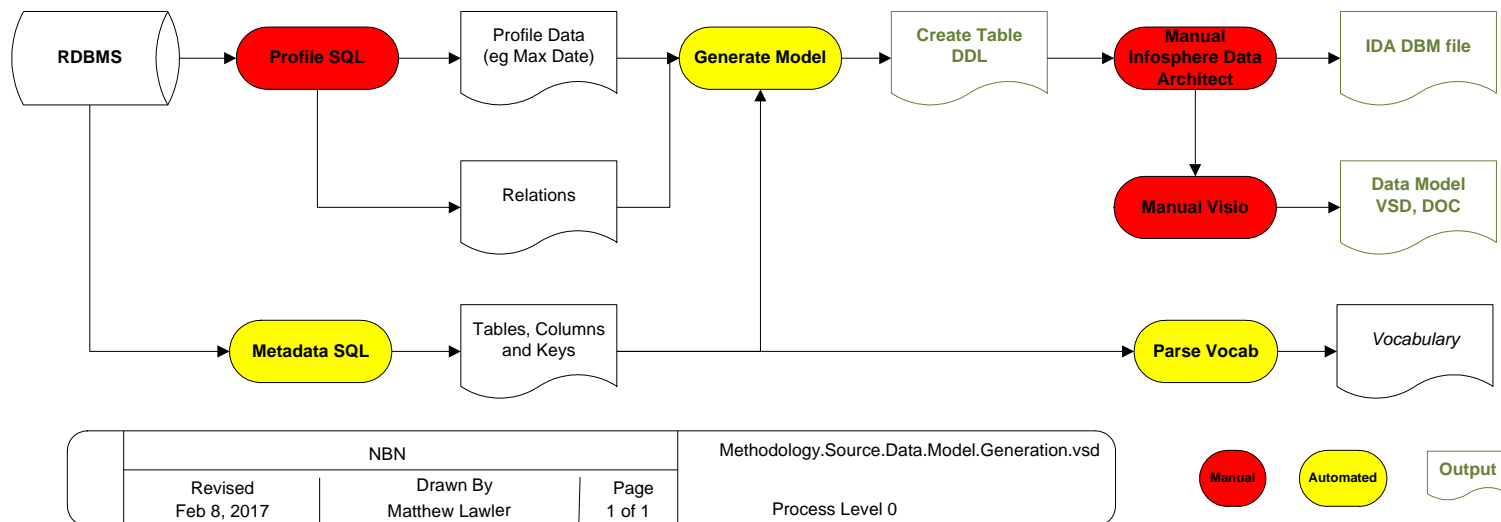 RDBMS
Profile SQL
Profile Data
(eg Max Date)
Generate Model
Create Table
DDL
Manual
Infosphere Data
Architect
IDA DBM file
Relations
Manual Visio
Data Model
VSD, DOC
Metadata SQL
Tables, Columns
and Keys
Parse Vocab
Vocabulary
NBN
Revised
Feb 8, 2017
Drawn By
Matthew Lawler
Page
1 of 1
Methodology.Source.Data.Model.Generation.vsd
Process Level 0
Manual
Automated
Output